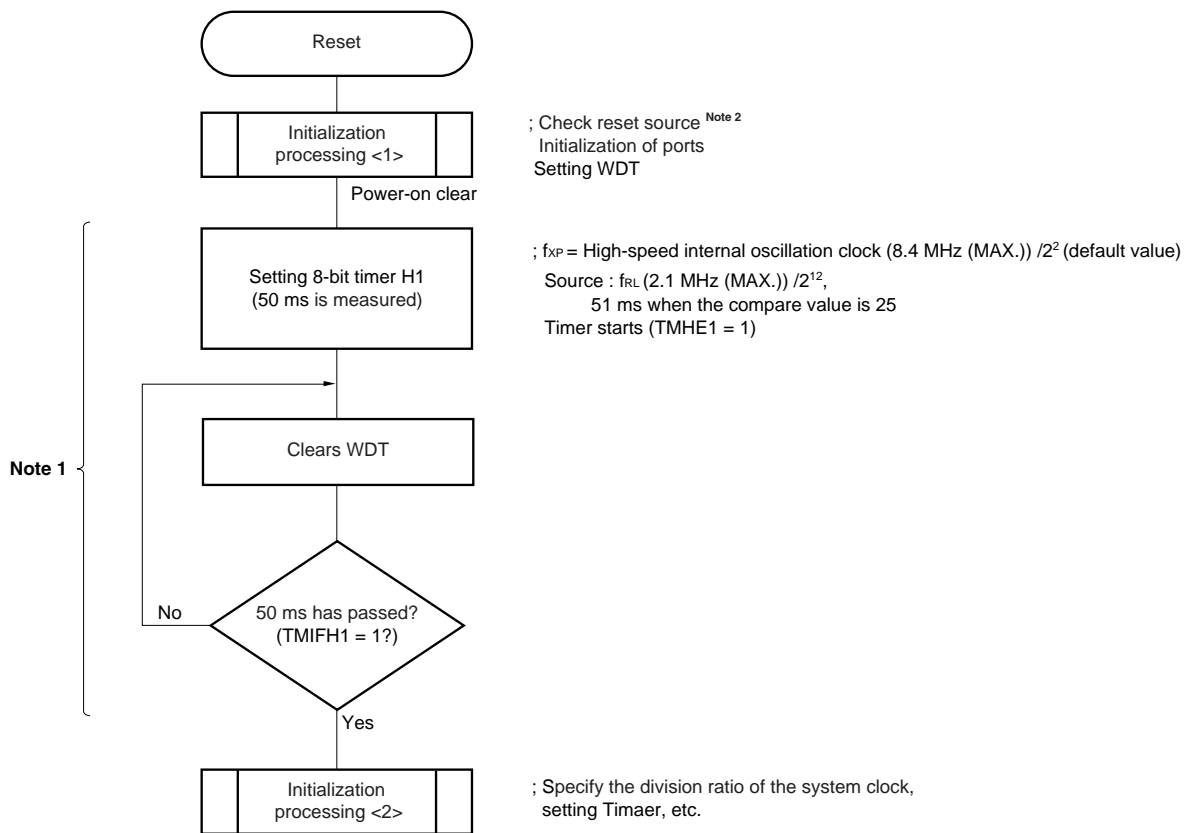 Reset
Initialization
processing <1>
; Check reset source Note 2
Initialization of ports
Setting WDT
Power-on clear
Setting 8-bit timer H1
(50 ms is measured)
; fXP = High-speed internal oscillation clock (8.4 MHz (MAX.)) /2² (default value)
Source : fRL (2.1 MHz (MAX.)) /2¹²,
51 ms when the compare value is 25
Timer starts (TMHE1 = 1)
Clears WDT
Note 1
No
50 ms has passed?
(TMIFH1 = 1?)
Yes
Initialization
processing <2>
; Specify the division ratio of the system clock,
setting Timaer, etc.